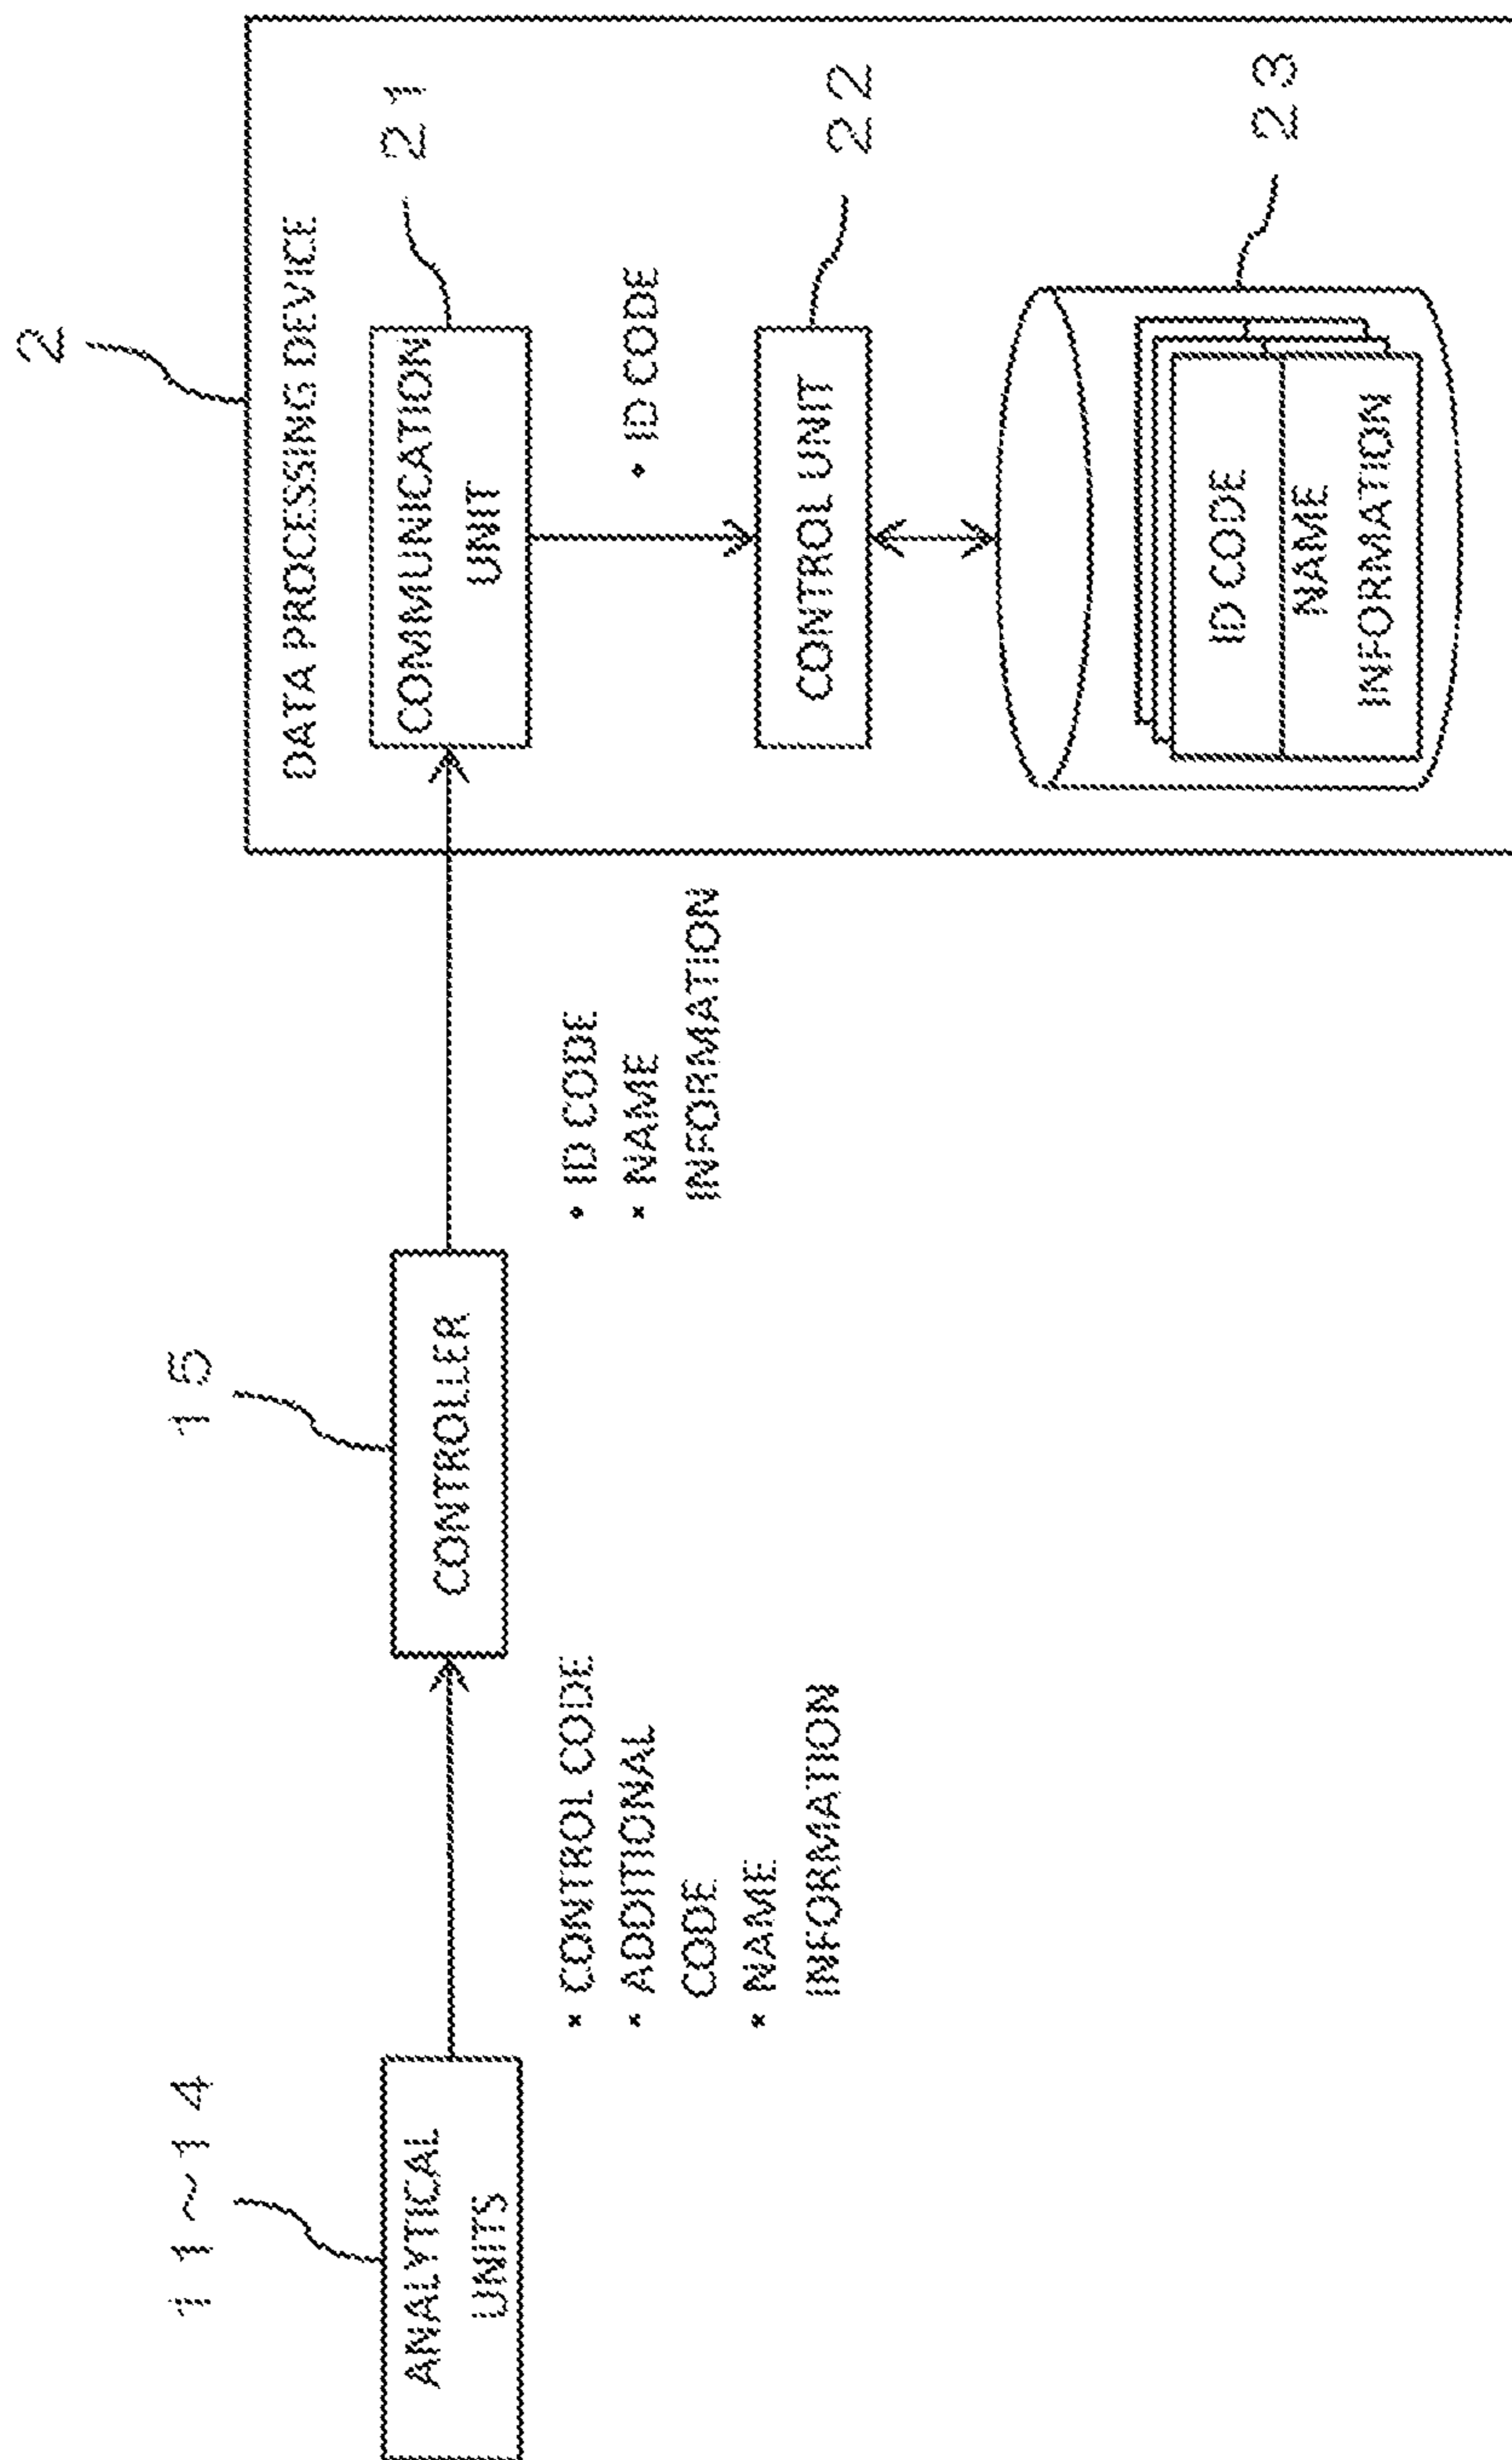 2
DATA PROCESSING DEVICE
11~14
15
21
ANALYTICAL
UNITS
CONTROLLER
COMMUNICATION
UNIT
• CONTROL CODE
• ADDITIONAL
CODE
• NAME
INFORMATION
• ID CODE
• NAME
INFORMATION
• ID CODE
22
CONTROL UNIT
23
ID CODE
NAME
INFORMATION